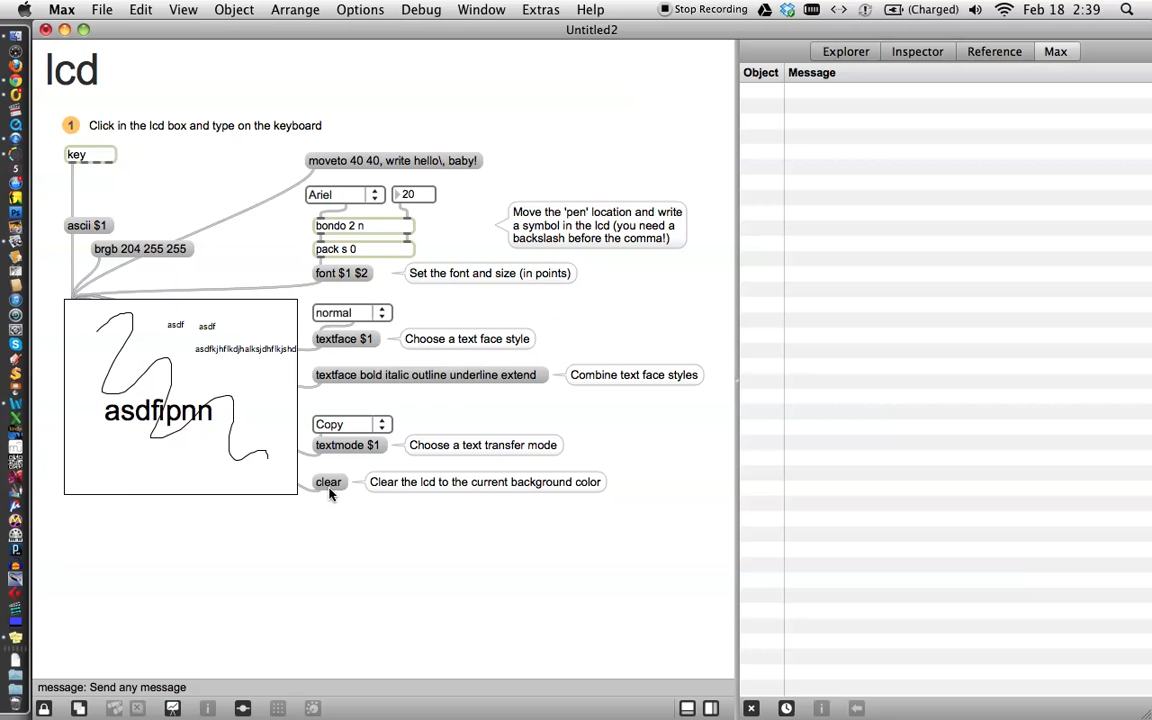 Max File Edit View Object Arrange Options Debug Window Extras Help Stop Recording (Charged) Feb 18 2:39
Untitled2
Explorer Inspector Reference Max
Object Message
lcd
1 Click in the lcd box and type on the keyboard
key
moveto 40 40, write hello\, baby!
Ariel 20
ascii $1
bondo 2 n
Move the 'pen' location and write
a symbol in the lcd (you need a
backslash before the comma!)
brgb 204 255 255
pack s 0
font $1 $2 Set the font and size (in points)
normal
asdf asdf
textface $1 Choose a text face style
asdfkjhflkdjhalksjdhflkjshd
textface bold italic outline underline extend Combine text face styles
asdfipnn
Copy
textmode $1 Choose a text transfer mode
clear Clear the lcd to the current background color
message: Send any message